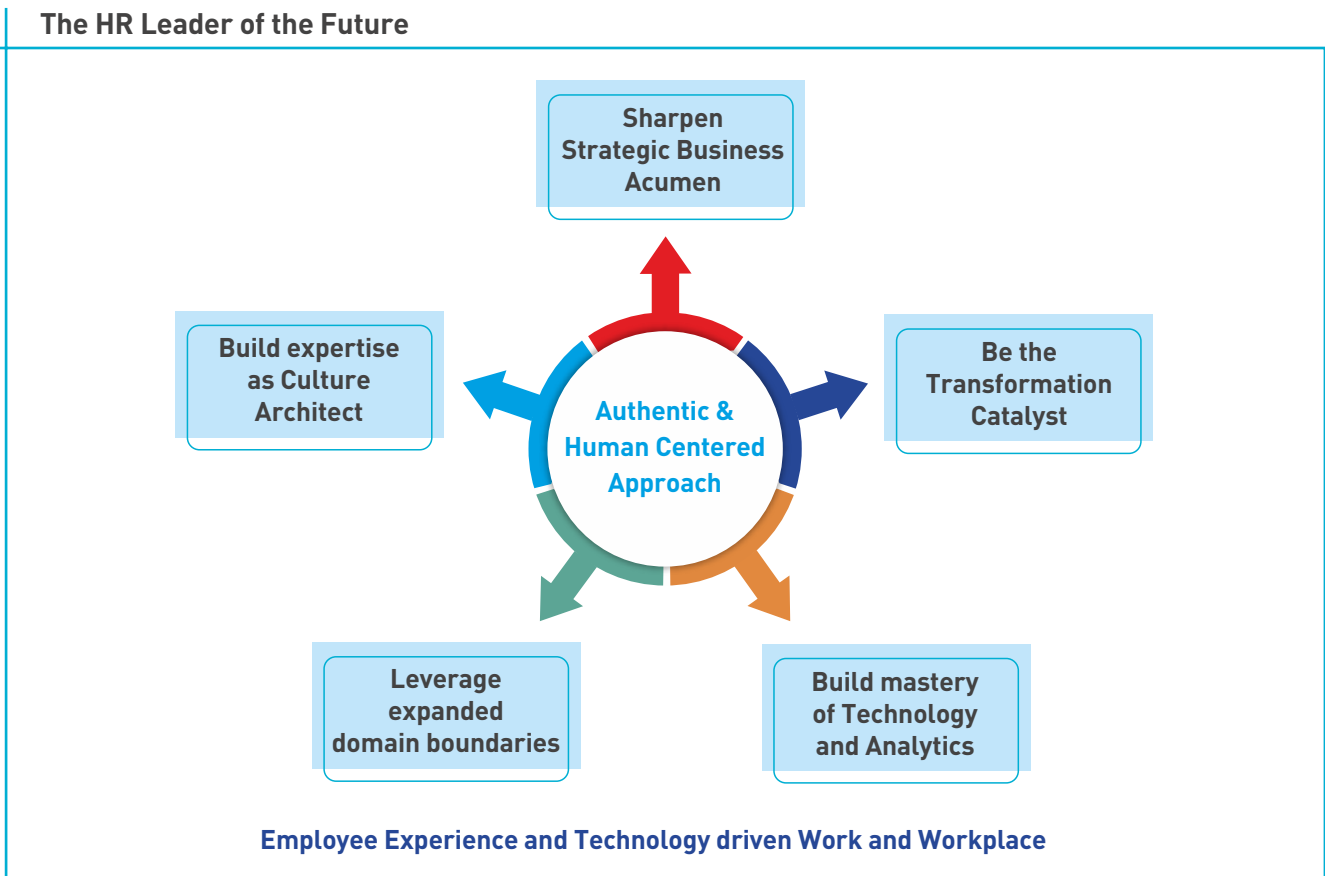 The HR Leader of the Future
Sharpen
Strategic Business
Acumen
Build expertise
as Culture
Architect
Be the
Transformation
Catalyst
Authentic &
Human Centered
Approach
Leverage
expanded
domain boundaries
Build mastery
of Technology
and Analytics
Employee Experience and Technology driven Work and Workplace